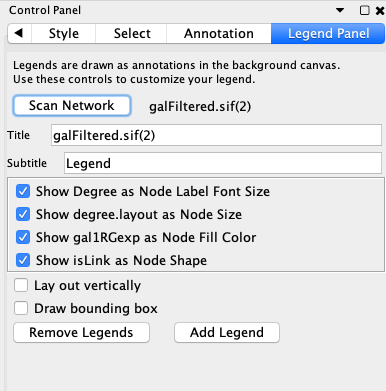 Control Panel
Style Select Annotation Legend Panel
Legends are drawn as annotations in the background canvas.
Use these controls to customize your legend.
Scan Network galFiltered.sif(2)
Title galFiltered.sif(2)
Subtitle Legend
Show Degree as Node Label Font Size
Show degree.layout as Node Size
Show gal1RGexp as Node Fill Color
Show isLink as Node Shape
Lay out vertically
Draw bounding box
Remove Legends Add Legend